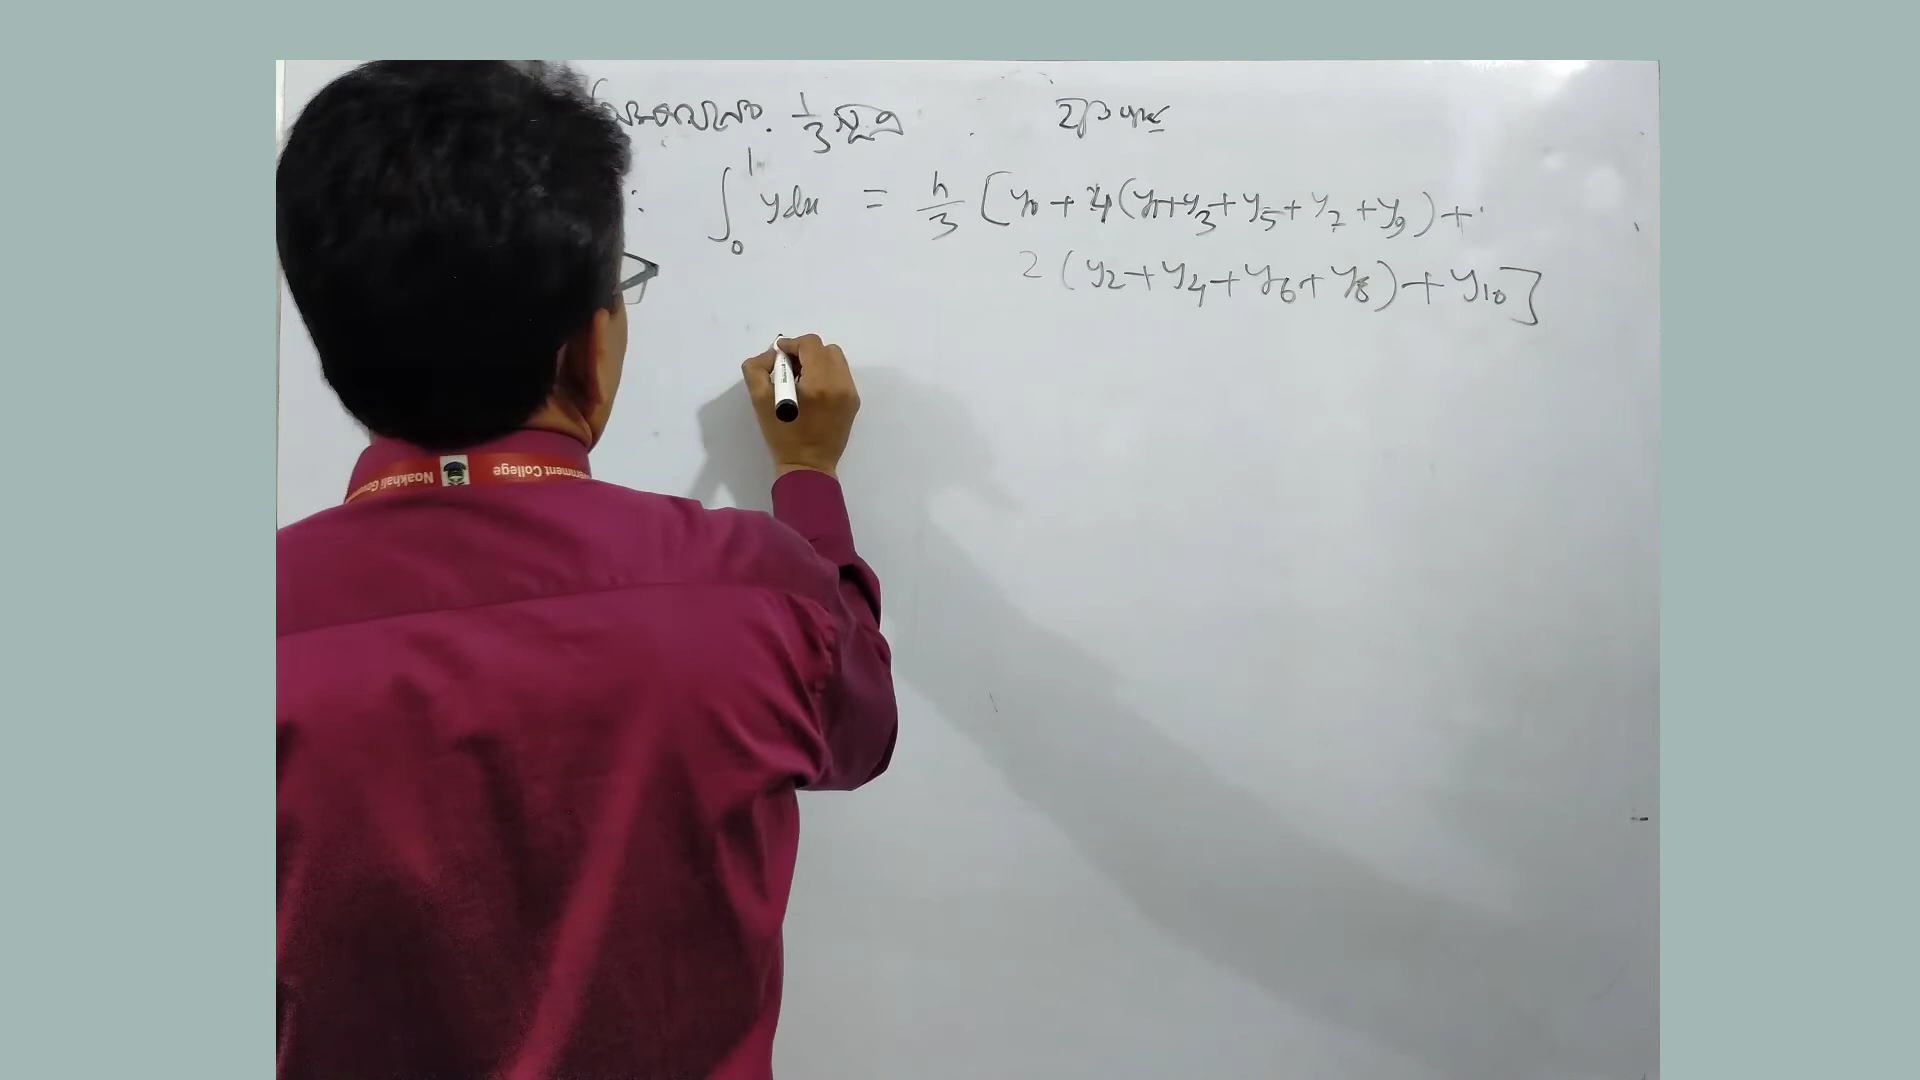 1/3 সূত্র
: ∫₀¹ ydx = h/3 [y₀ + 4(y₁+y₃+y₅+y₇+y₉) +
2 (y₂+y₄+y₆+y₈) + y₁₀]
Noakhali Government College